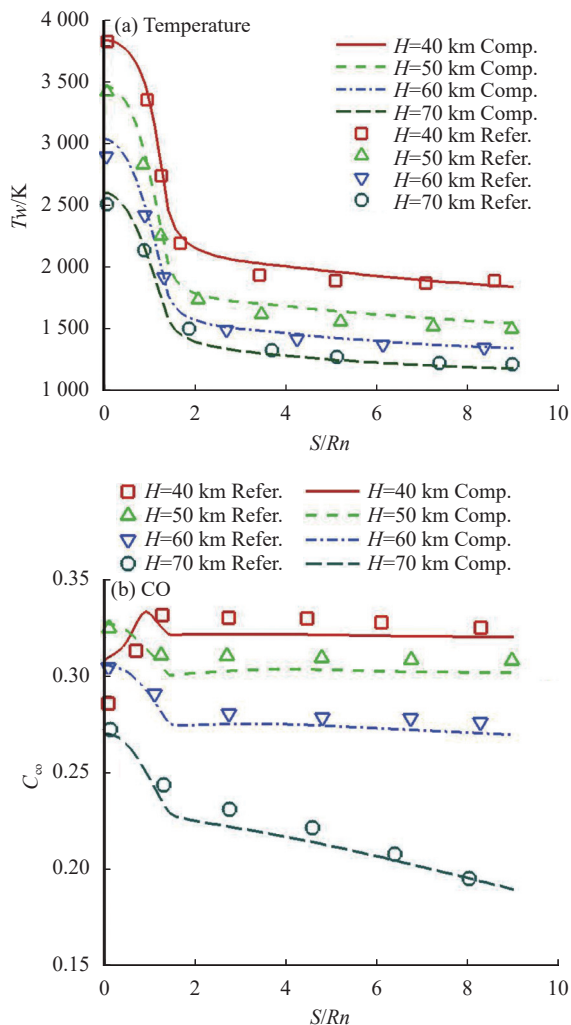 4 000
(a) Temperature
3 500
3 000
2 500
2 000
1 500
1 000
Tw/K
H=40 km Comp.
H=50 km Comp.
H=60 km Comp.
H=70 km Comp.
H=40 km Refer.
H=50 km Refer.
H=60 km Refer.
H=70 km Refer.
0 2 4 6 8 10
S/Rn
H=40 km Refer. H=40 km Comp.
H=50 km Refer. H=50 km Comp.
H=60 km Refer. H=60 km Comp.
H=70 km Refer. H=70 km Comp.
0.35
(b) CO
0.30
0.25
0.20
0.15
C_co
0 2 4 6 8 10
S/Rn